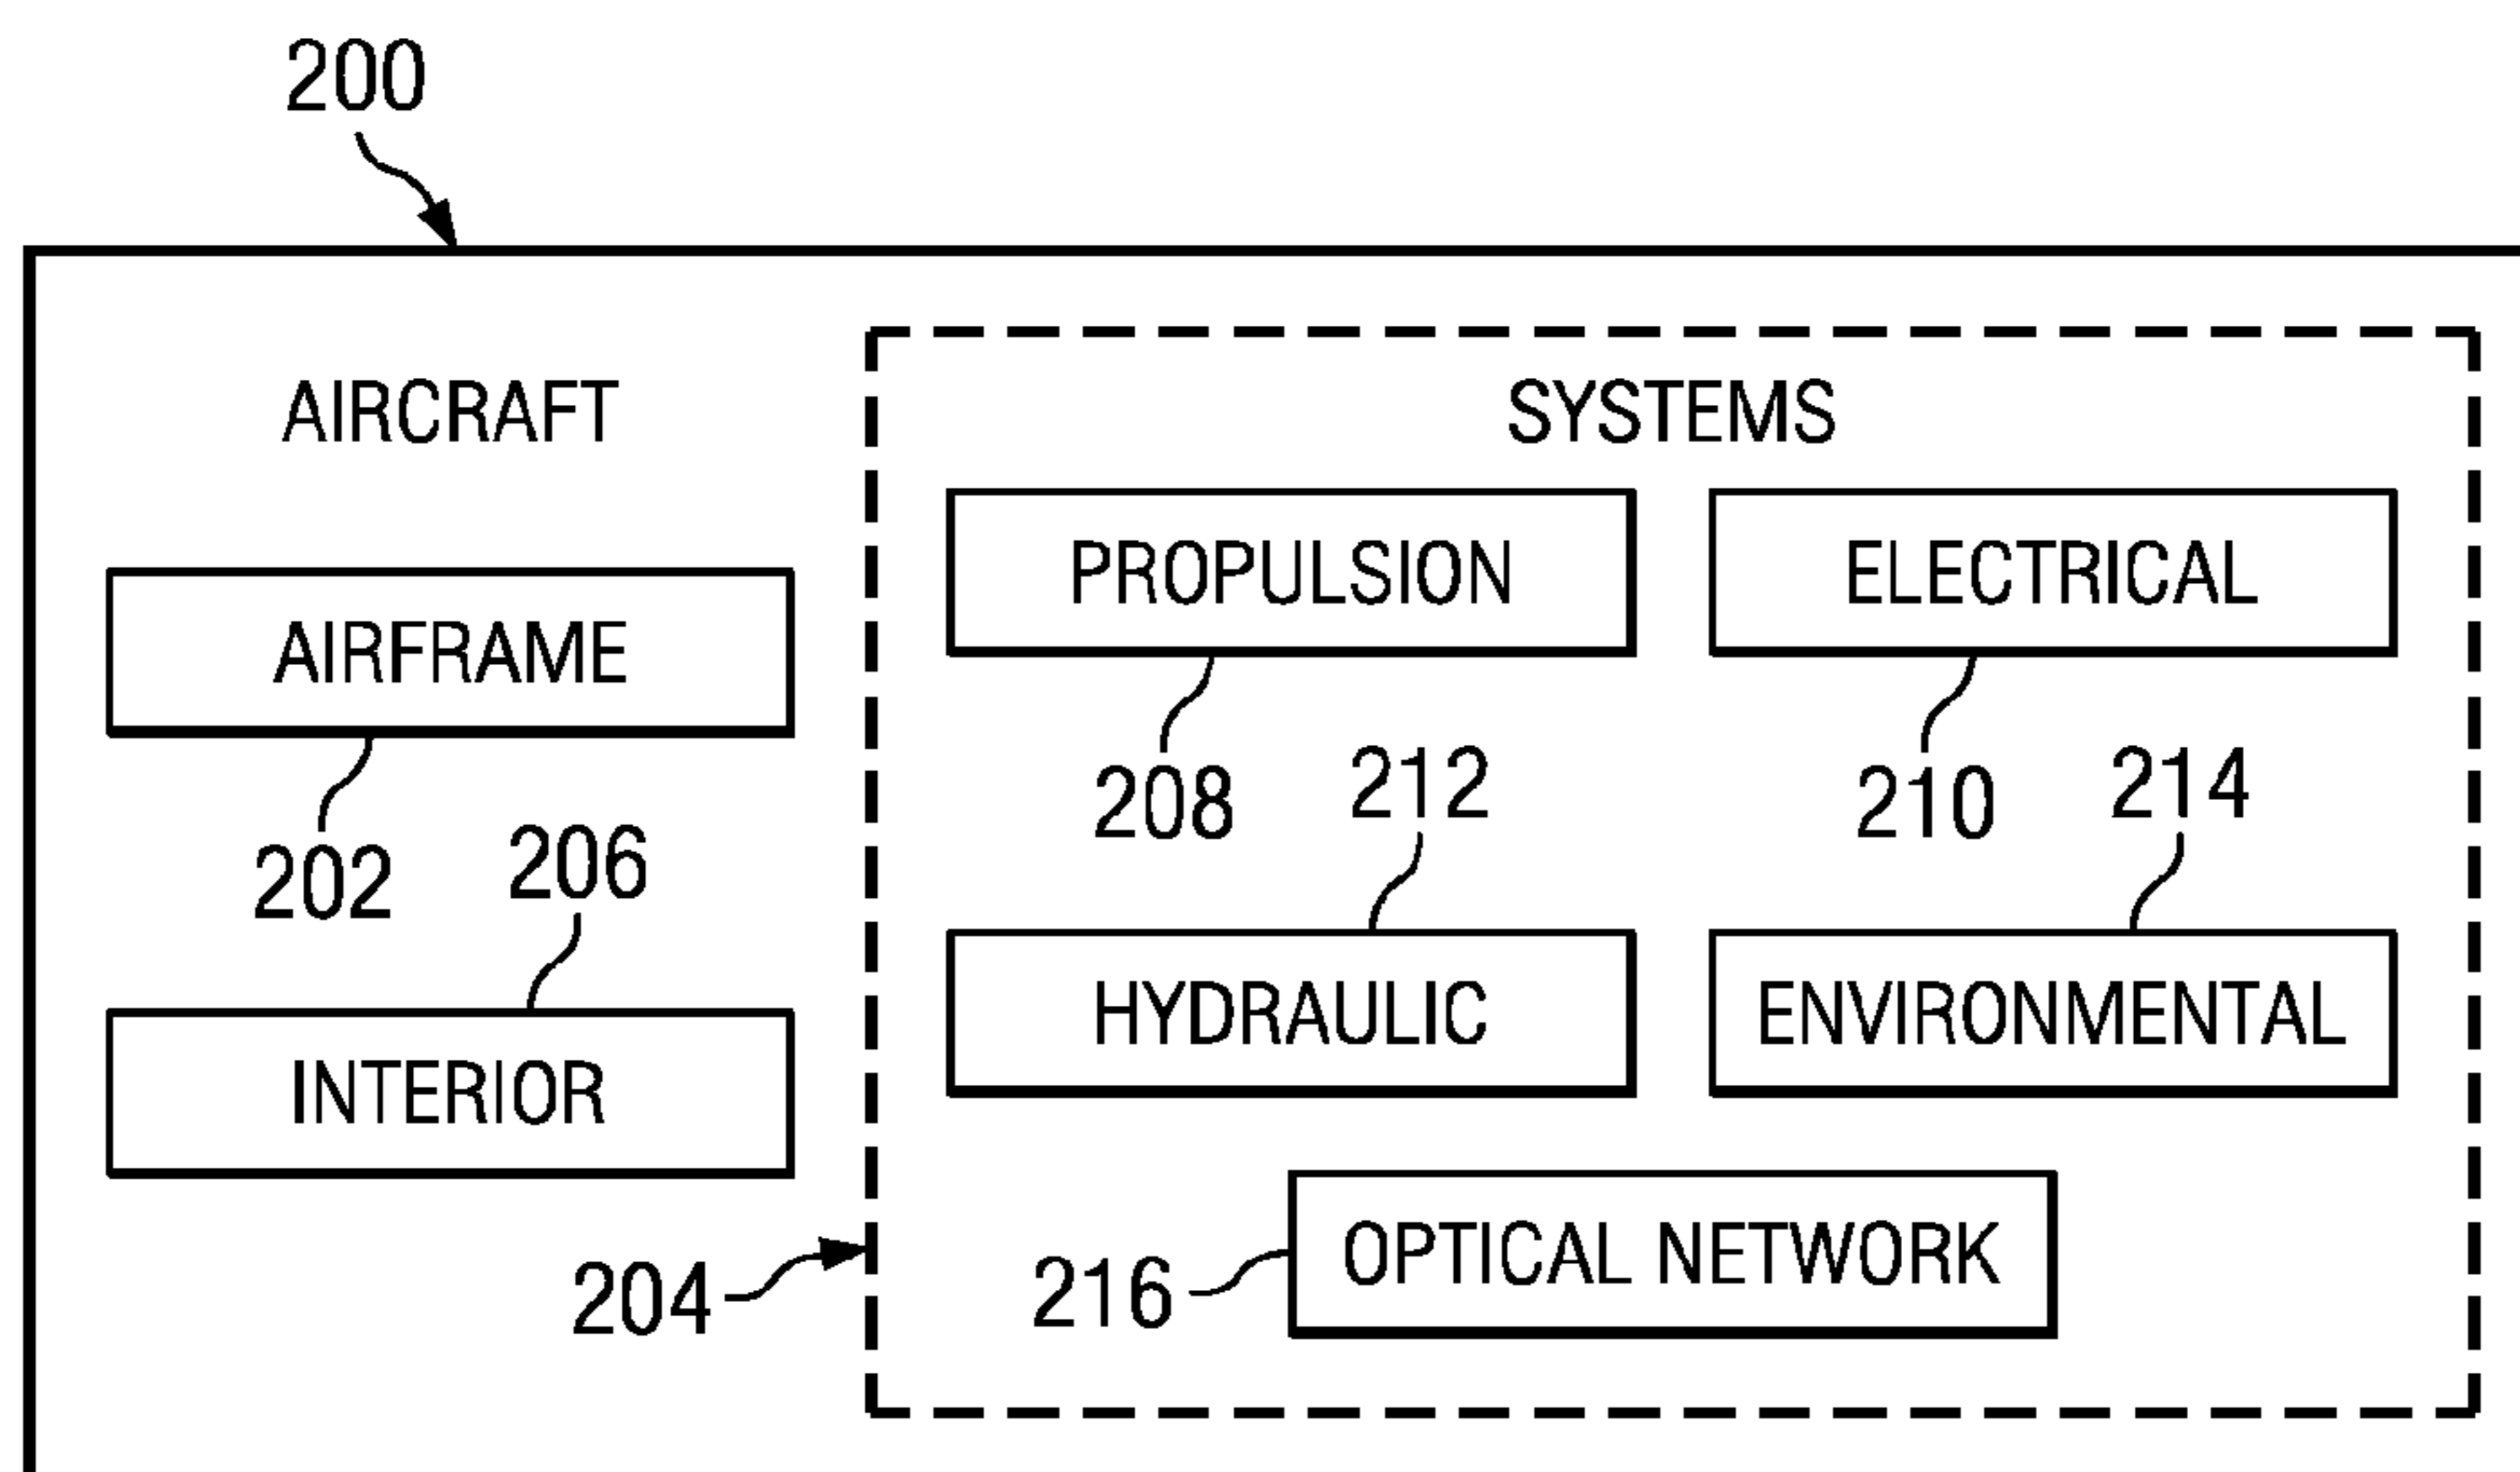 200
AIRCRAFT
AIRFRAME
202
206
INTERIOR
204
SYSTEMS
PROPULSION
ELECTRICAL
208
212
210
214
HYDRAULIC
ENVIRONMENTAL
216
OPTICAL NETWORK